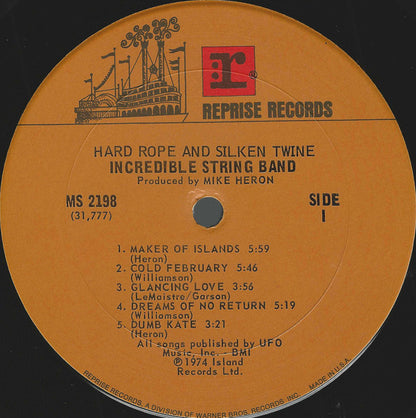 r®
REPRISE RECORDS
HARD ROPE AND SILKEN TWINE
INCREDIBLE STRING BAND
Produced by MIKE HERON
MS 2198
(31,777)
SIDE
1
1. MAKER OF ISLANDS 5:59
(Heron)
2. COLD FEBRUARY 5:46
(Williamson)
3. GLANCING LOVE 3:56
(LeMaistre/Garson)
4. DREAMS OF NO RETURN 5:19
(Williamson)
5. DUMB KATE 3:21
(Heron)
All songs published by UFO
Music, Inc. - BMI
℗ 1974 Island
Records Ltd.
REPRISE RECORDS, A DIVISION OF WARNER BROS. RECORDS, INC. MADE IN U.S.A.